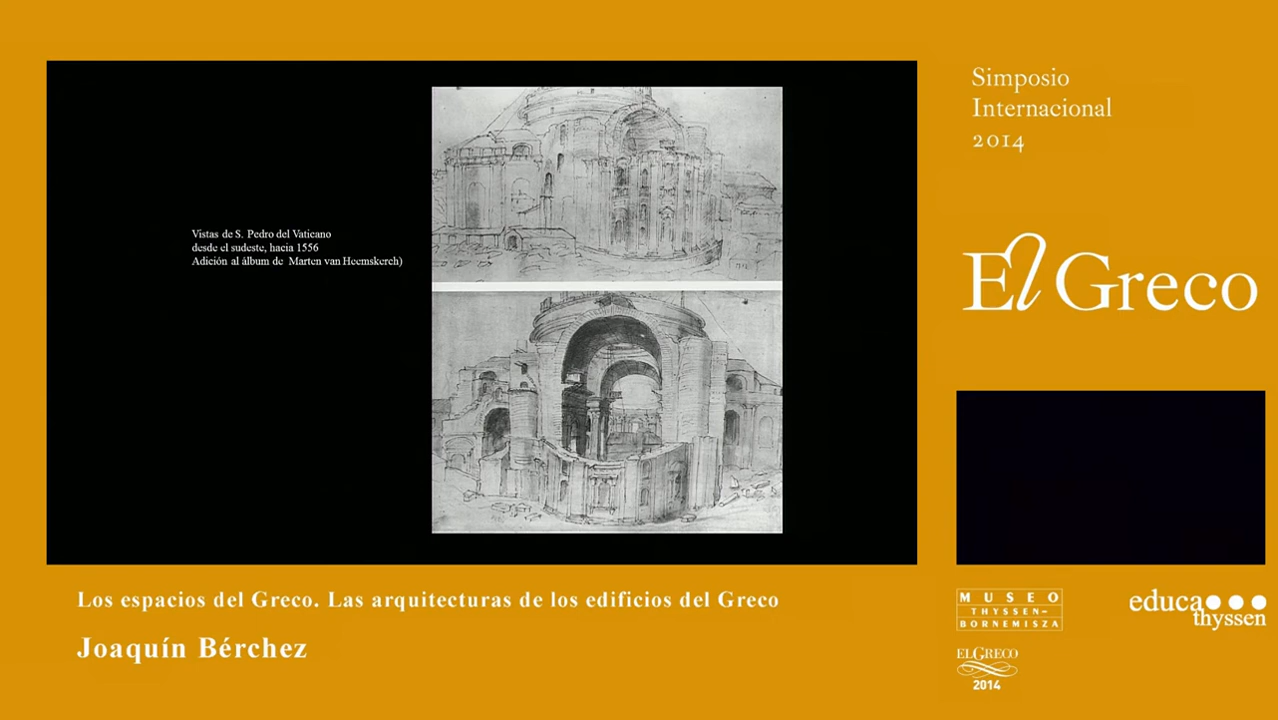 Simposio
Internacional
2014
El Greco
Vistas de S. Pedro del Vaticano
desde el sudeste, hacia 1556
Adición al álbum de Marten van Heemskerch)
Los espacios del Greco. Las arquitecturas de los edificios del Greco
Joaquín Bérchez
MUSEO
THYSSEN-
BORNEMISZA
educa
thyssen
EL GRECO
2014